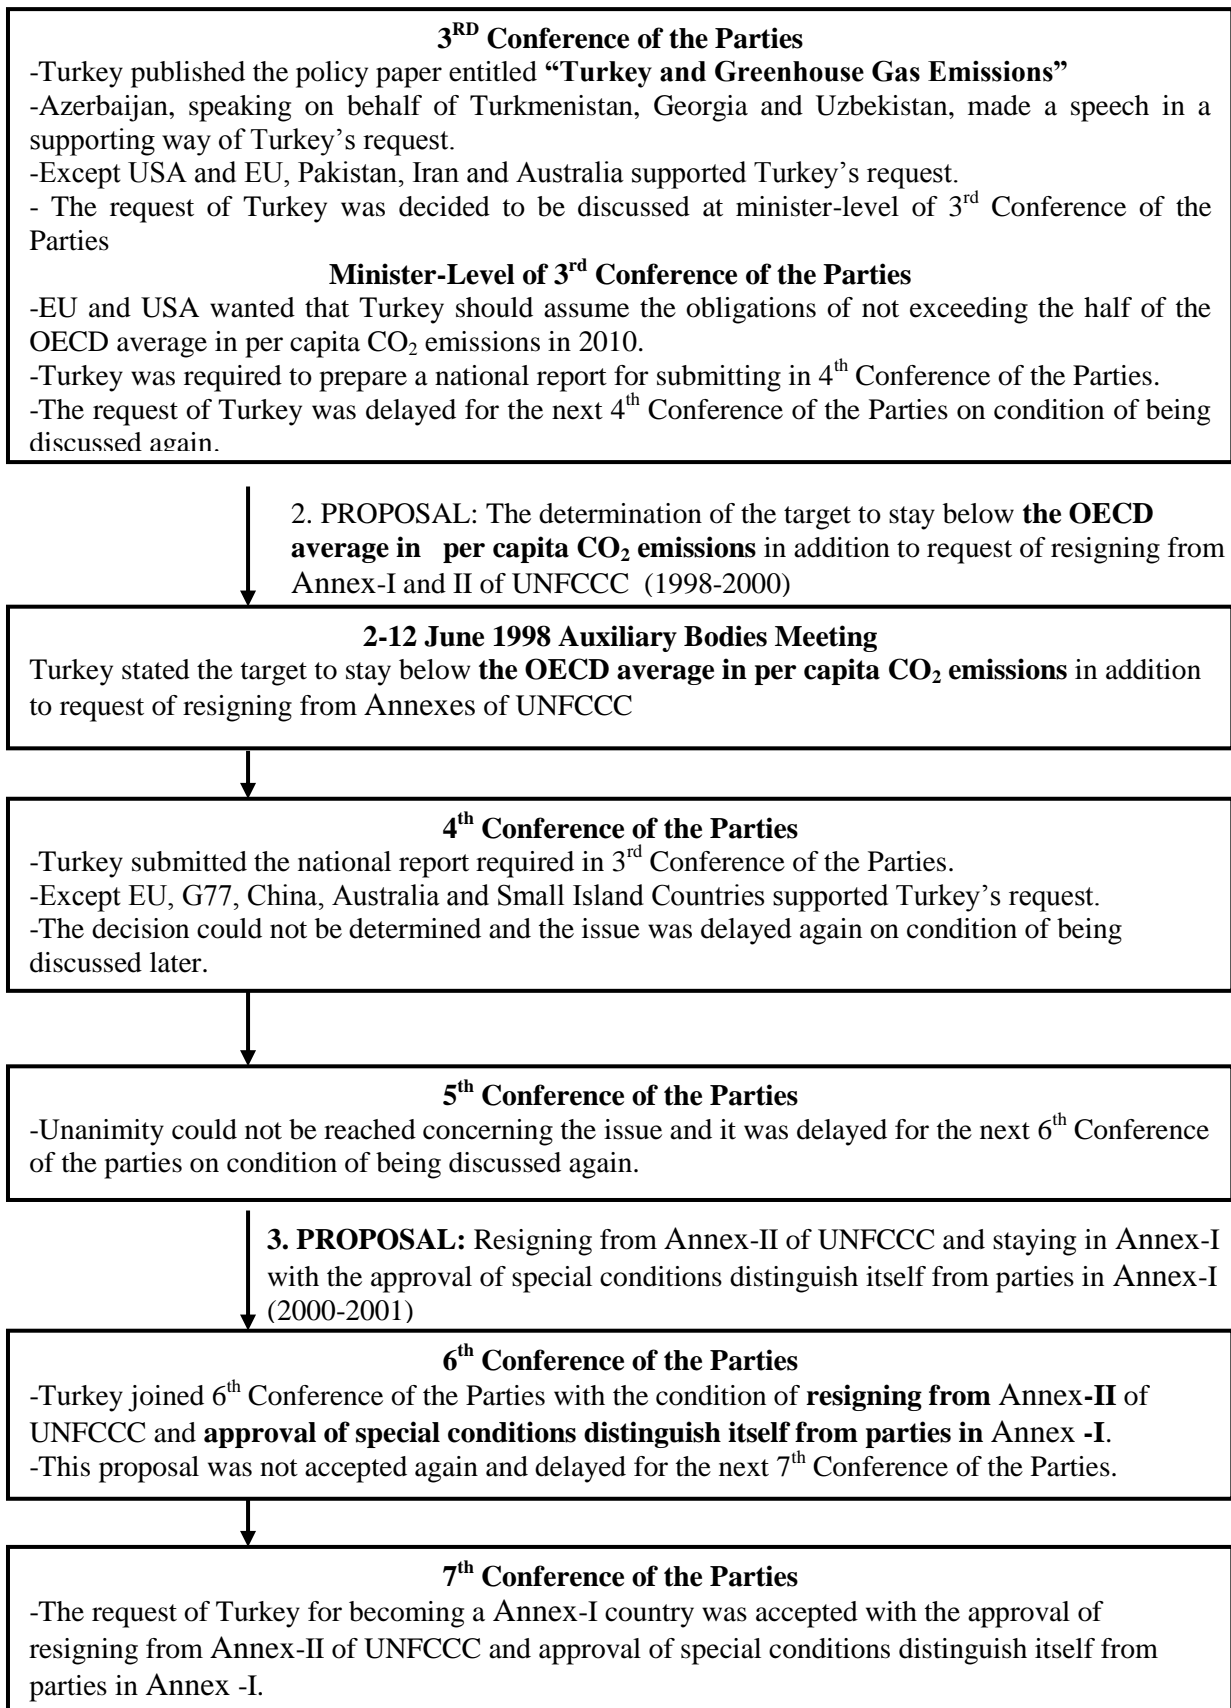 3RD Conference of the Parties
-Turkey published the policy paper entitled “Turkey and Greenhouse Gas Emissions”
-Azerbaijan, speaking on behalf of Turkmenistan, Georgia and Uzbekistan, made a speech in a
supporting way of Turkey’s request.
-Except USA and EU, Pakistan, Iran and Australia supported Turkey’s request.
- The request of Turkey was decided to be discussed at minister-level of 3rd Conference of the
Parties
Minister-Level of 3rd Conference of the Parties
-EU and USA wanted that Turkey should assume the obligations of not exceeding the half of the
OECD average in per capita CO2 emissions in 2010.
-Turkey was required to prepare a national report for submitting in 4th Conference of the Parties.
-The request of Turkey was delayed for the next 4th Conference of the Parties on condition of being
discussed again.
2. PROPOSAL: The determination of the target to stay below the OECD
average in per capita CO2 emissions in addition to request of resigning from
Annex-I and II of UNFCCC (1998-2000)
2-12 June 1998 Auxiliary Bodies Meeting
Turkey stated the target to stay below the OECD average in per capita CO2 emissions in addition
to request of resigning from Annexes of UNFCCC
4th Conference of the Parties
-Turkey submitted the national report required in 3rd Conference of the Parties.
-Except EU, G77, China, Australia and Small Island Countries supported Turkey’s request.
-The decision could not be determined and the issue was delayed again on condition of being
discussed later.
5th Conference of the Parties
-Unanimity could not be reached concerning the issue and it was delayed for the next 6th Conference
of the parties on condition of being discussed again.
3. PROPOSAL: Resigning from Annex-II of UNFCCC and staying in Annex-I
with the approval of special conditions distinguish itself from parties in Annex-I
(2000-2001)
6th Conference of the Parties
-Turkey joined 6th Conference of the Parties with the condition of resigning from Annex-II of
UNFCCC and approval of special conditions distinguish itself from parties in Annex -I.
-This proposal was not accepted again and delayed for the next 7th Conference of the Parties.
7th Conference of the Parties
-The request of Turkey for becoming a Annex-I country was accepted with the approval of
resigning from Annex-II of UNFCCC and approval of special conditions distinguish itself from
parties in Annex -I.